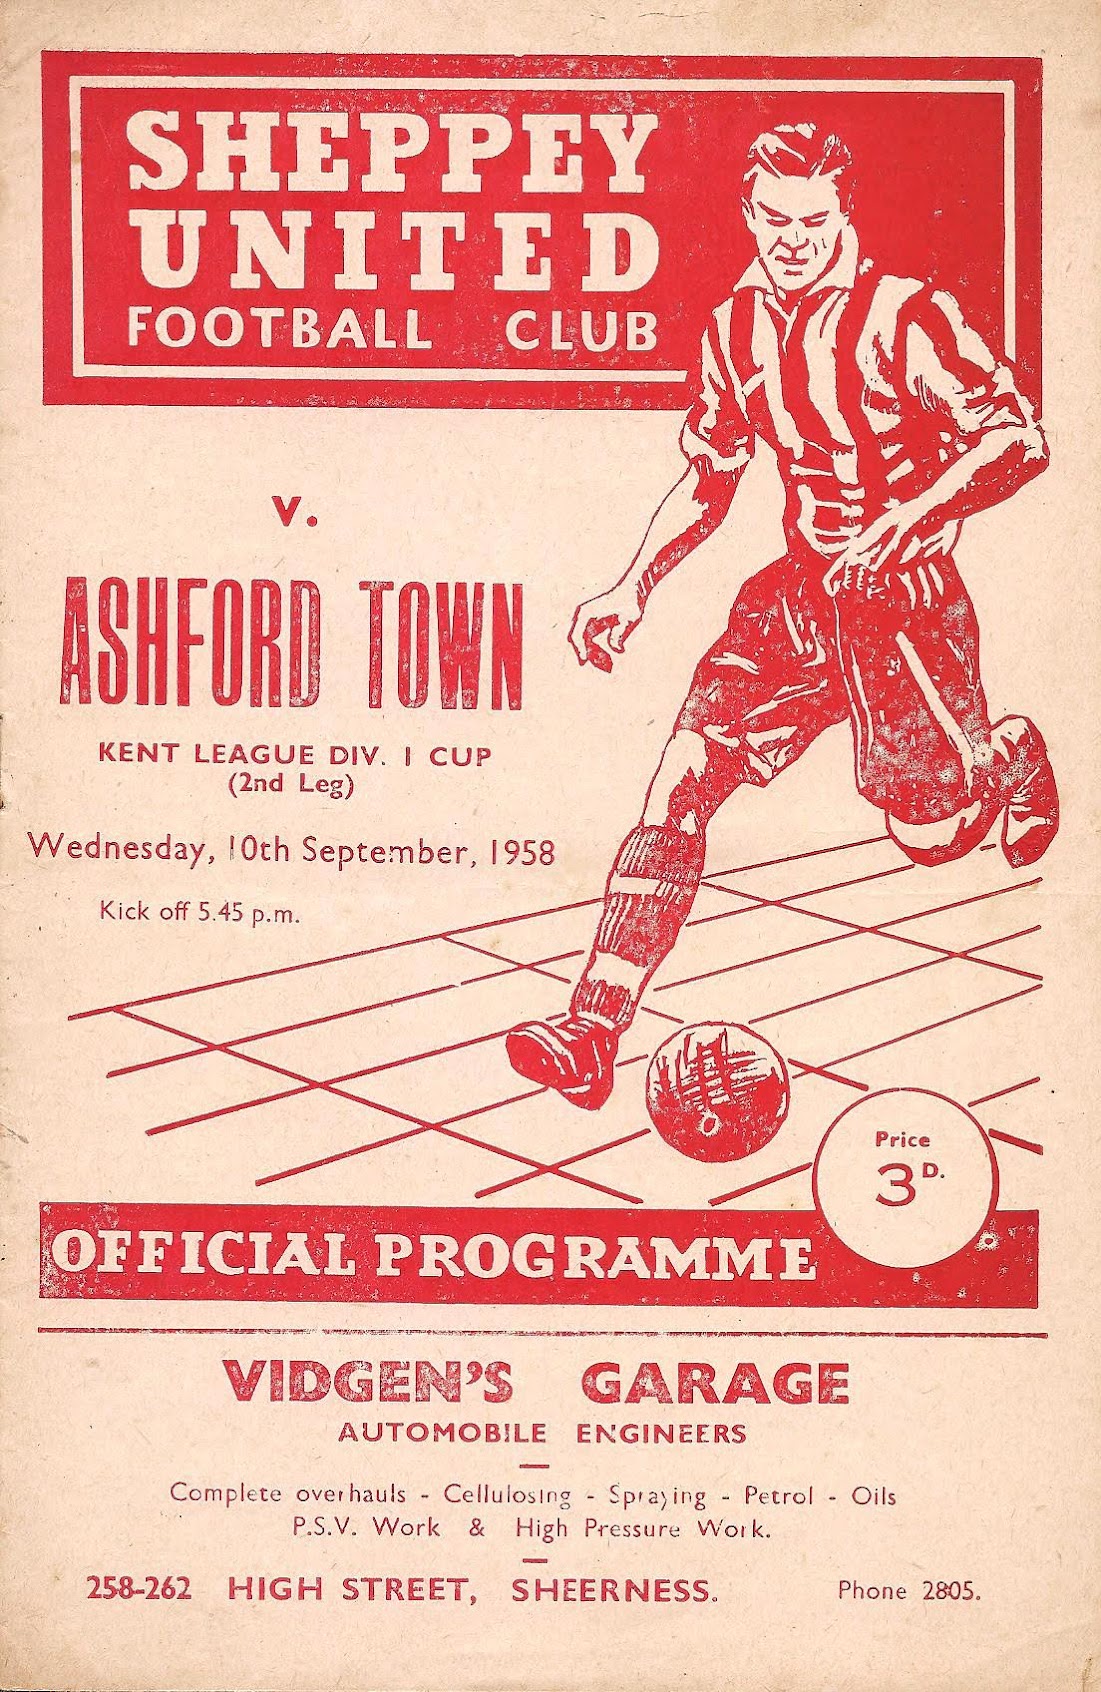 SHEPPEY
UNITED
FOOTBALL CLUB
v.
ASHFORD TOWN
KENT LEAGUE DIV. I CUP
(2nd Leg)
Wednesday, 10th September, 1958
Kick off 5.45 p.m.
Price
3D.
OFFICIAL PROGRAMME
VIDGEN'S GARAGE
AUTOMOBILE ENGINEERS
Complete overhauls - Cellulosing - Spraying - Petrol - Oils
P.S.V. Work & High Pressure Work.
258-262 HIGH STREET, SHEERNESS. Phone 2805.